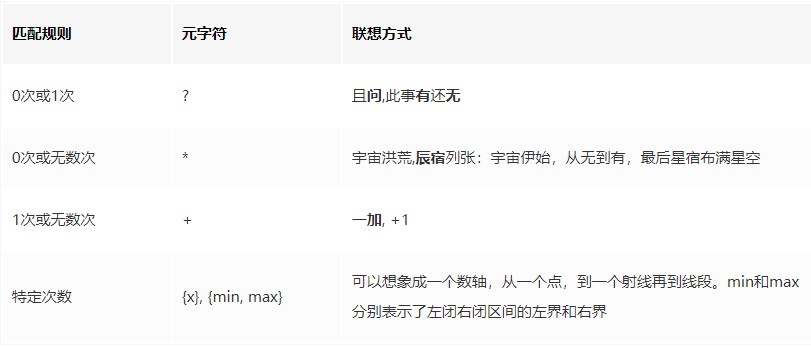 匹配规则 元字符 联想方式
0次或1次 ? 且问,此事有还无
0次或无数次 * 宇宙洪荒,辰宿列张：宇宙伊始，从无到有，最后星宿布满星空
1次或无数次 + 一加, +1
特定次数 {x}, {min, max} 可以想象成一个数轴，从一个点，到一个射线再到线段。min和max
分别表示了左闭右闭区间的左界和右界